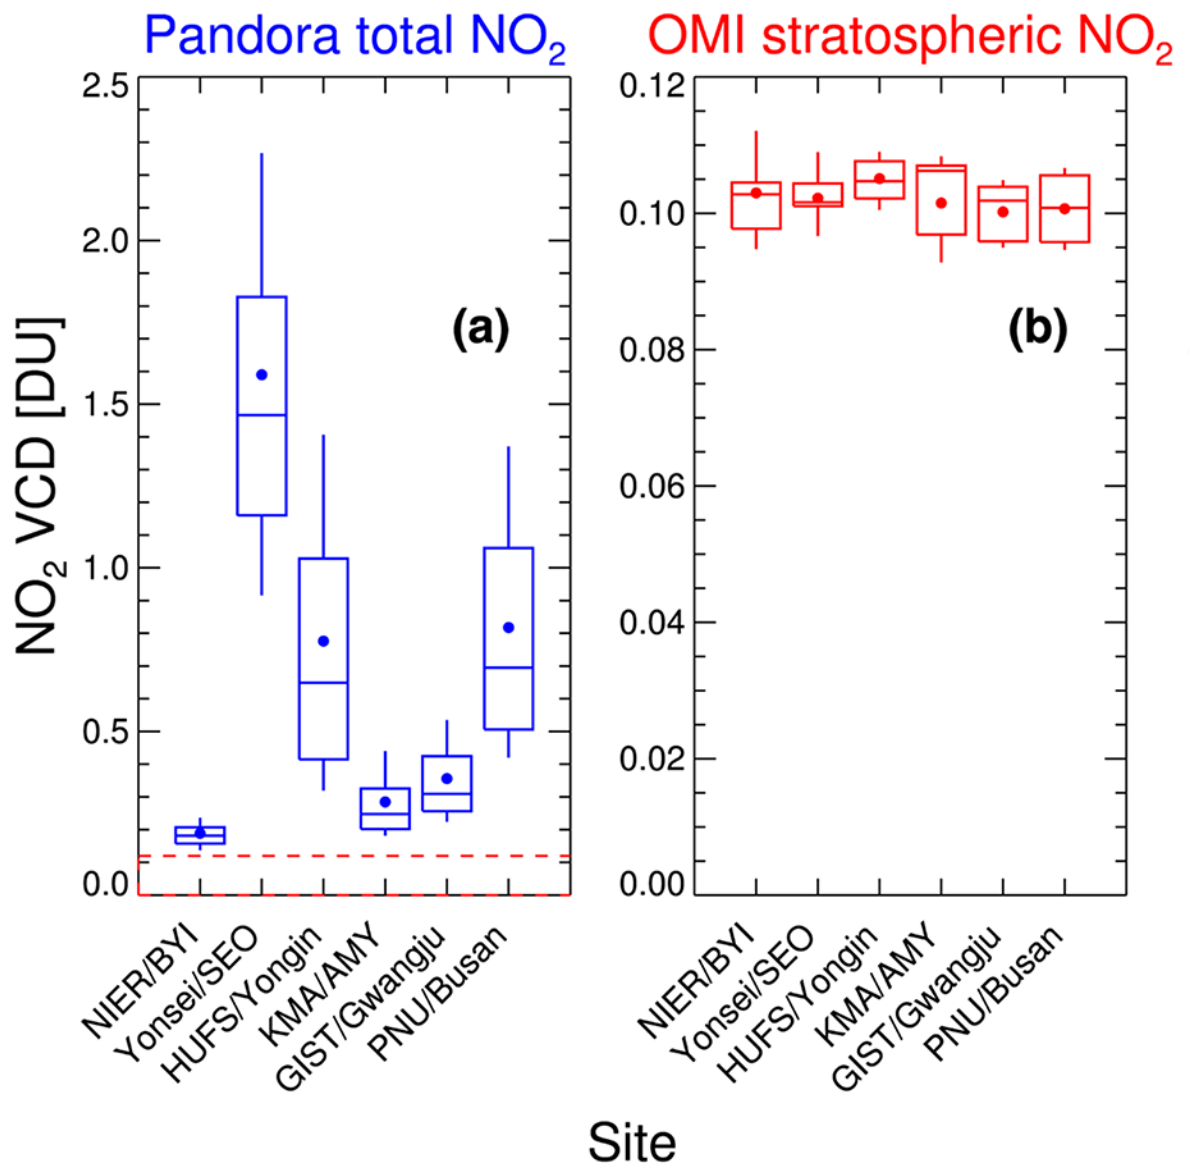 Pandora total NO₂
OMI stratospheric NO₂
NO₂ VCD [DU]
2.5
2.0
1.5
1.0
0.5
0.0
(a)
NIER/BYI
Yonsei/SEO
HUFS/Yongin
KMA/AMY
GIST/Gwangju
PNU/Busan
0.12
0.10
0.08
0.06
0.04
0.02
0.00
(b)
NIER/BYI
Yonsei/SEO
HUFS/Yongin
KMA/AMY
GIST/Gwangju
PNU/Busan
Site